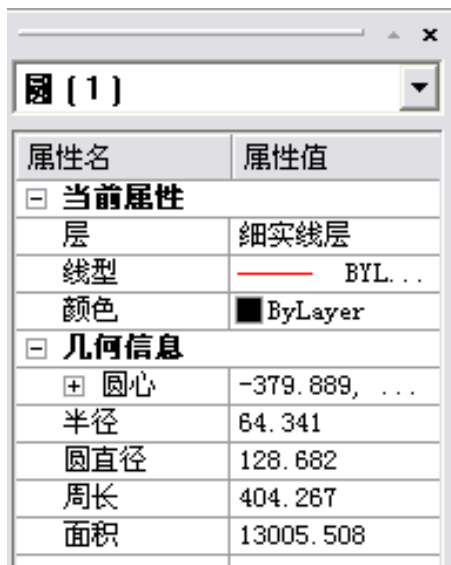 圆 (1)
属性名 属性值
当前属性
层 细实线层
线型 BYL...
颜色 ByLayer
几何信息
圆心 -379.889, ...
半径 64.341
圆直径 128.682
周长 404.267
面积 13005.508